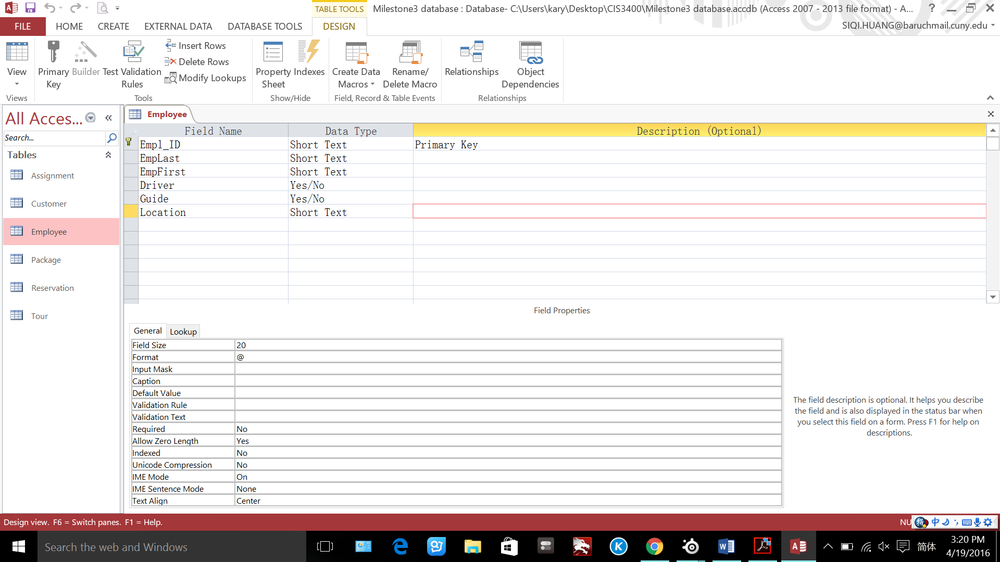 TABLE TOOLS
Milestone3 database : Database- C:\Users\kary\Desktop\CIS3400\Milestone3 database.accdb (Access 2007 - 2013 file format) - A...
?
FILE HOME CREATE EXTERNAL DATA DATABASE TOOLS DESIGN
SIQI.HUANG@baruchmail.cuny.edu
View
Primary Key
Builder
Test Validation Rules
Insert Rows
Delete Rows
Modify Lookups
Property Sheet
Indexes
Create Data Macros
Rename/ Delete Macro
Relationships
Object Dependencies
Views
Tools
Show/Hide
Field, Record & Table Events
Relationships
All Acces...
Search...
Tables
Assignment
Customer
Employee
Package
Reservation
Tour
Employee
Field Name Data Type Description (Optional)
Empl_ID Short Text Primary Key
EmpLast Short Text
EmpFirst Short Text
Driver Yes/No
Guide Yes/No
Location Short Text
Field Properties
General Lookup
Field Size 20
Format @
Input Mask
Caption
Default Value
Validation Rule
Validation Text
Required No
Allow Zero Length Yes
Indexed No
Unicode Compression No
IME Mode On
IME Sentence Mode None
Text Align Center
The field description is optional. It helps you describe
the field and is also displayed in the status bar when
you select this field on a form. Press F1 for help on
descriptions.
Design view. F6 = Switch panes. F1 = Help.
NU
中
Search the web and Windows
简体
3:20 PM
4/19/2016